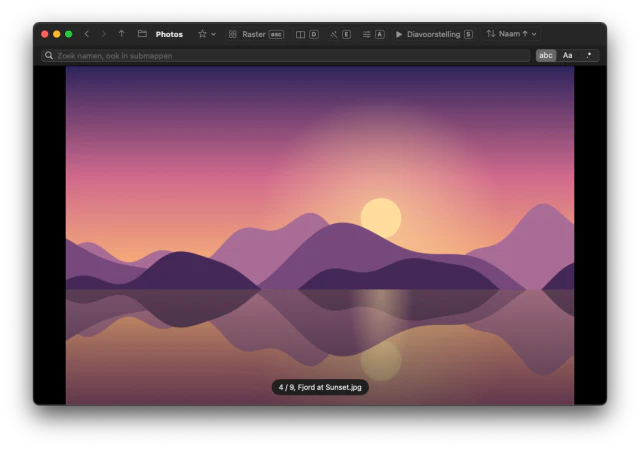 Photos
Raster esc
D
E
A
Diavoorstelling S
Naam
Zoek namen, ook in submappen
abc
Aa
.*
4 / 9, Fjord at Sunset.jpg